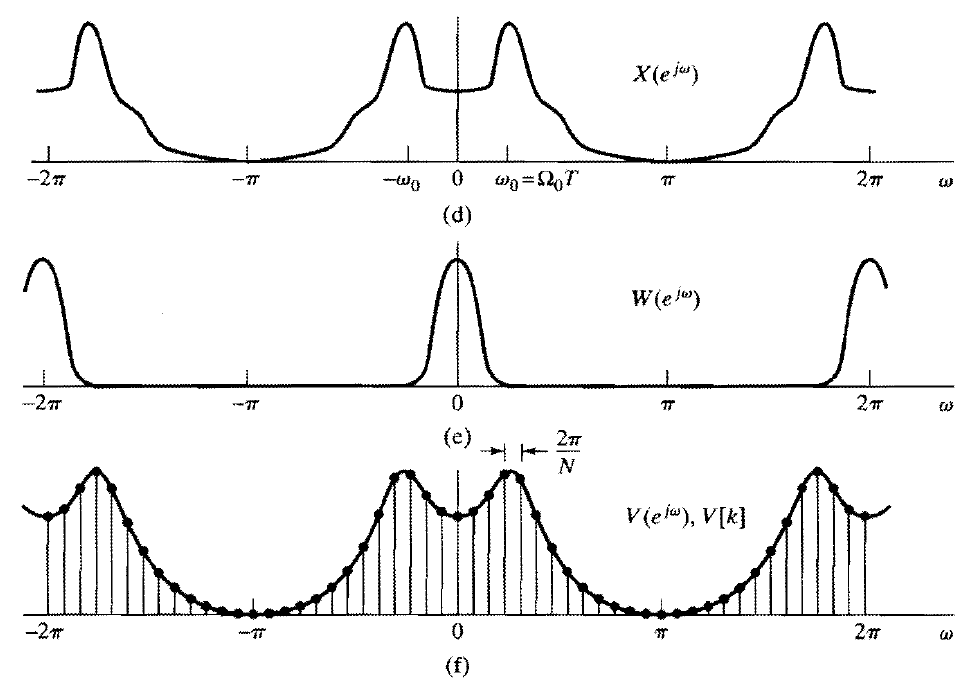 X(e^{jω})
−2π −π −ω₀ 0 ω₀ = Ω₀T π 2π ω
(d)
W(e^{jω})
−2π −π 0 π 2π ω
(e)
2π/N
V(e^{jω}), V[k]
−2π −π 0 π 2π ω
(f)